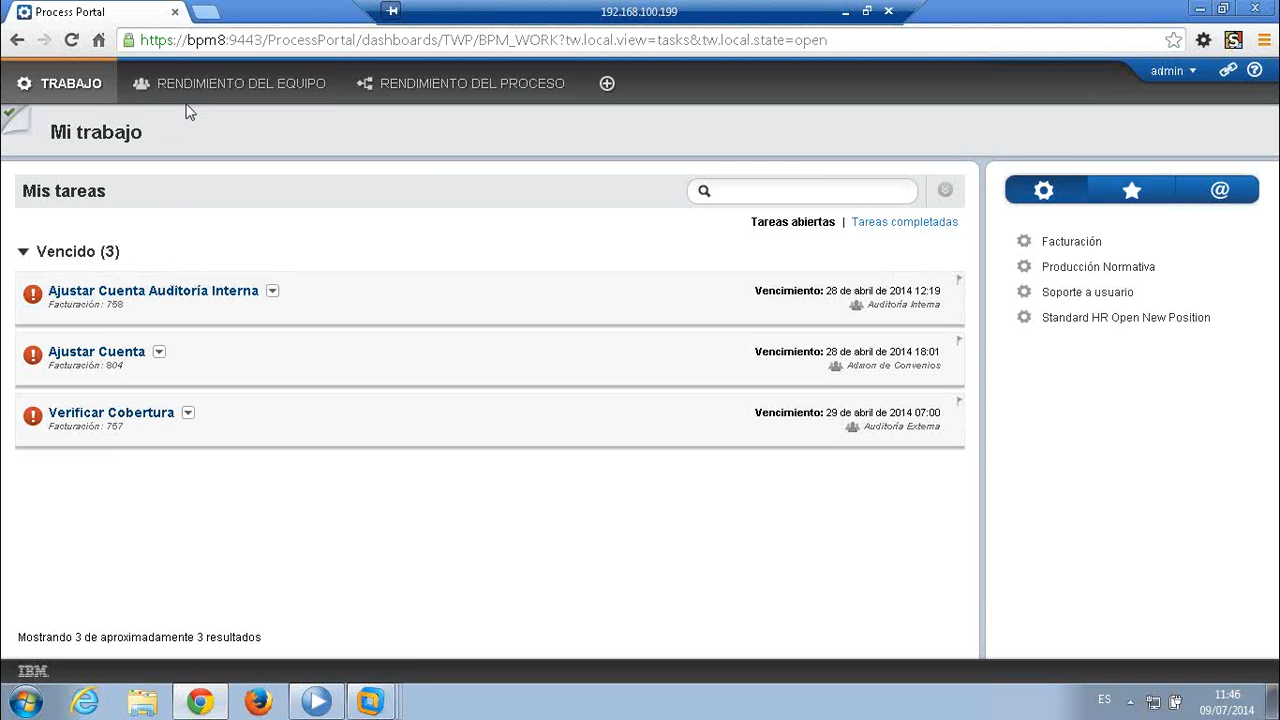 Process Portal
192.168.100.199
https://bpm8:9443/ProcessPortal/dashboards/TWP/BPM_WORK?tw.local.view=tasks&tw.local.state=open
TRABAJO
RENDIMIENTO DEL EQUIPO
RENDIMIENTO DEL PROCESO
admin
Mi trabajo
Mis tareas
Tareas abiertas | Tareas completadas
Vencido (3)
Ajustar Cuenta Auditoría Interna
Vencimiento: 28 de abril de 2014 12:19
Facturación: 758
Auditoría Interna
Ajustar Cuenta
Vencimiento: 28 de abril de 2014 18:01
Facturación: 804
Admon de Convenios
Verificar Cobertura
Vencimiento: 29 de abril de 2014 07:00
Facturación: 757
Auditoría Externa
Mostrando 3 de aproximadamente 3 resultados
@
Facturación
Producción Normativa
Soporte a usuario
Standard HR Open New Position
IBM
ES
11:46
09/07/2014